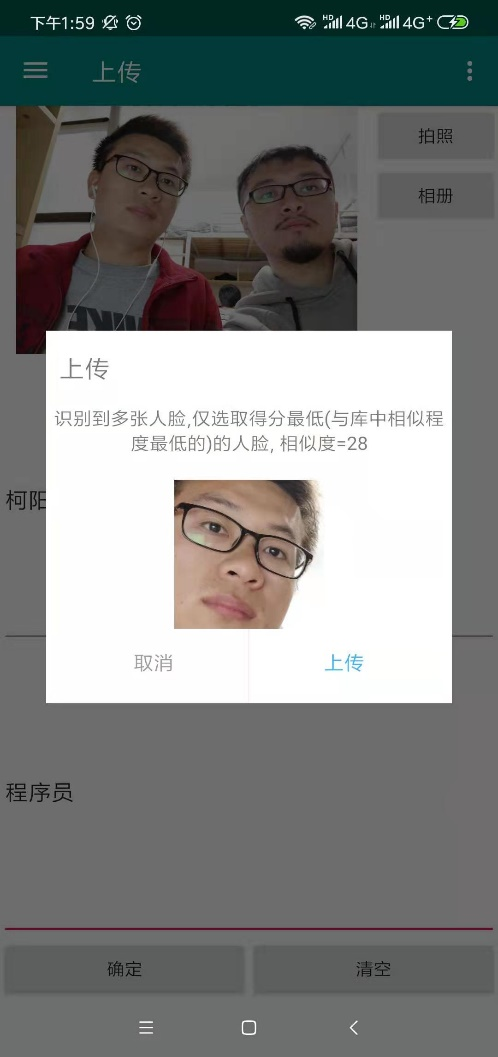 下午1:59 HD 4G HD 4G+
上传
拍照
相册
NIKE
上传
识别到多张人脸,仅选取得分最低(与库中相似程
度最低的)的人脸, 相似度=28
柯阳
取消 上传
程序员
确定 清空